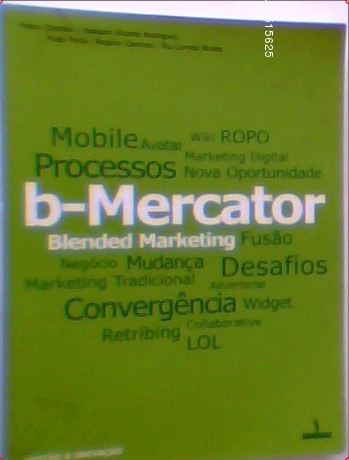 Mobile Avatar Wiki ROPO
Processos Marketing Digital
Nova Oportunidade
b-Mercator
Blended Marketing Fusão
Negócio Mudança Desafios
Marketing Tradicional Advertorial
Convergência Widget
Retribing Collaborative
LOL
15625